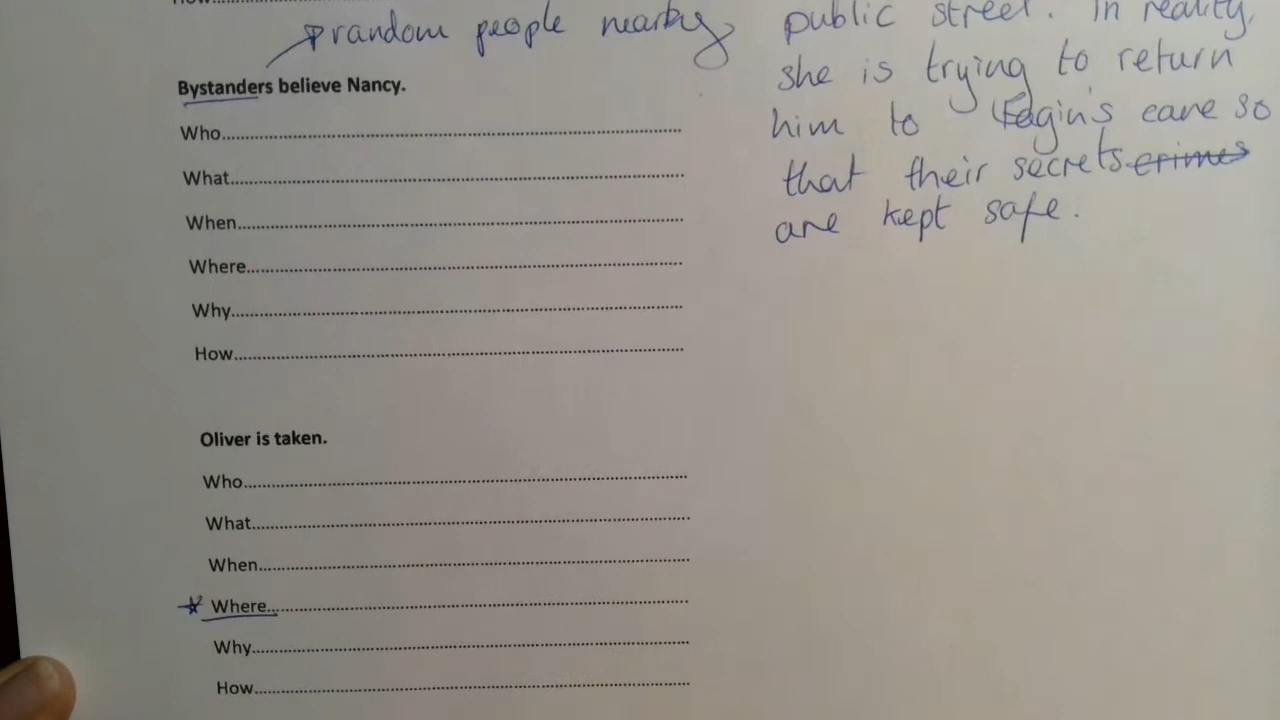 How......
random people nearby
Bystanders believe Nancy.
Who......
What......
When......
Where......
Why......
How......
Oliver is taken.
Who......
What......
When......
Where......
Why......
How......
public street. In reality,
she is trying to return
him to Fagin's care so
that their secrets crimes
are kept safe.